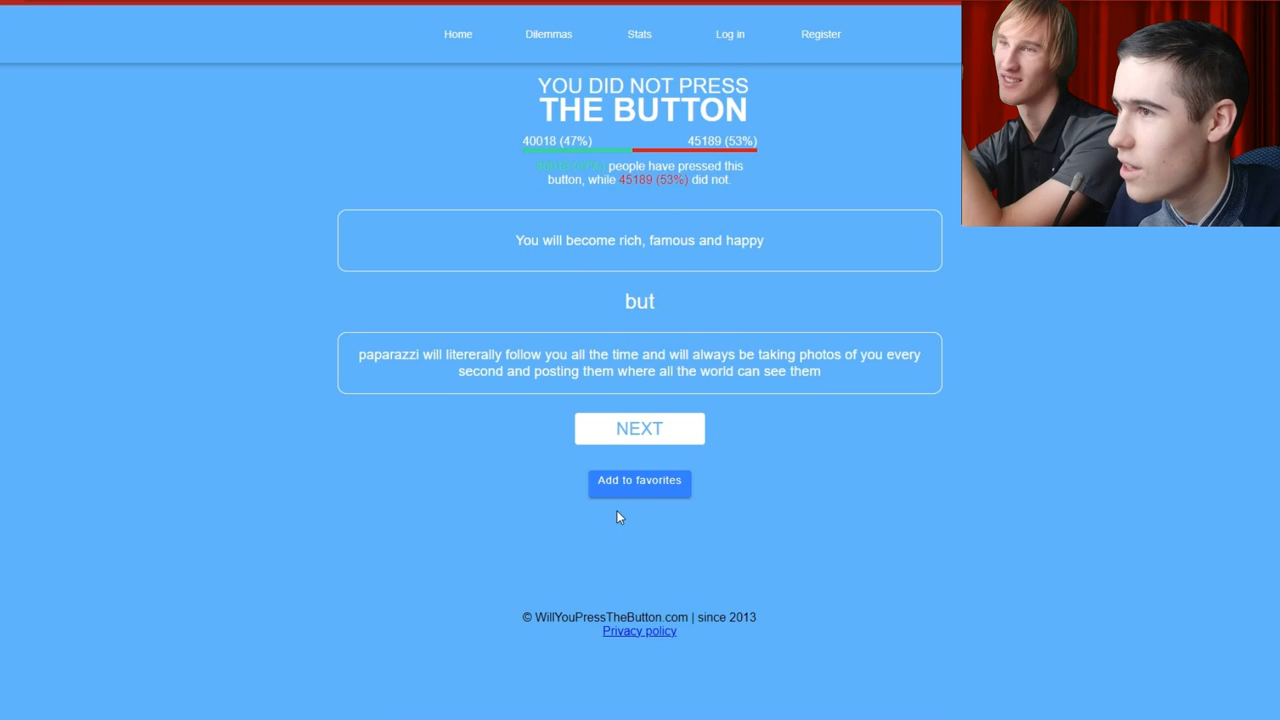 Home Dilemmas Stats Log in Register
YOU DID NOT PRESS
THE BUTTON
40018 (47%) 45189 (53%)
40018 (47%) people have pressed this
button, while 45189 (53%) did not.
You will become rich, famous and happy
but
paparazzi will litererally follow you all the time and will always be taking photos of you every
second and posting them where all the world can see them
NEXT
Add to favorites
© WillYouPressTheButton.com | since 2013
Privacy policy